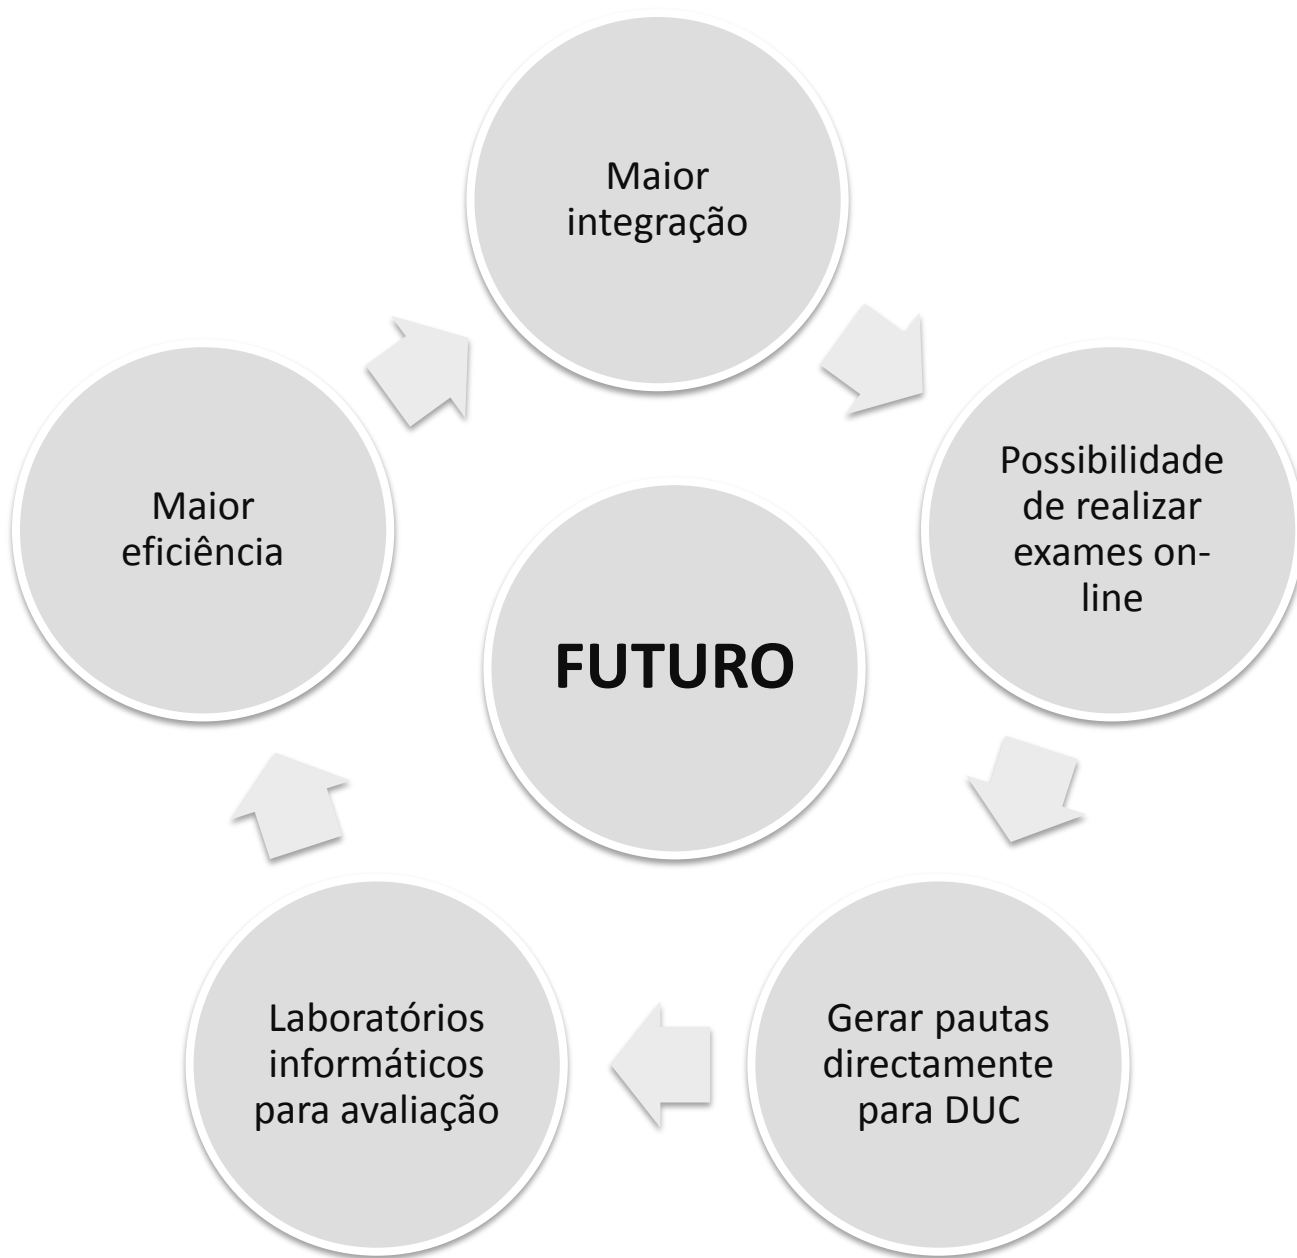 Maior
integração
Possibilidade
de realizar
exames on-
line
Gerar pautas
directamente
para DUC
Laboratórios
informáticos
para avaliação
Maior
eficiência
FUTURO